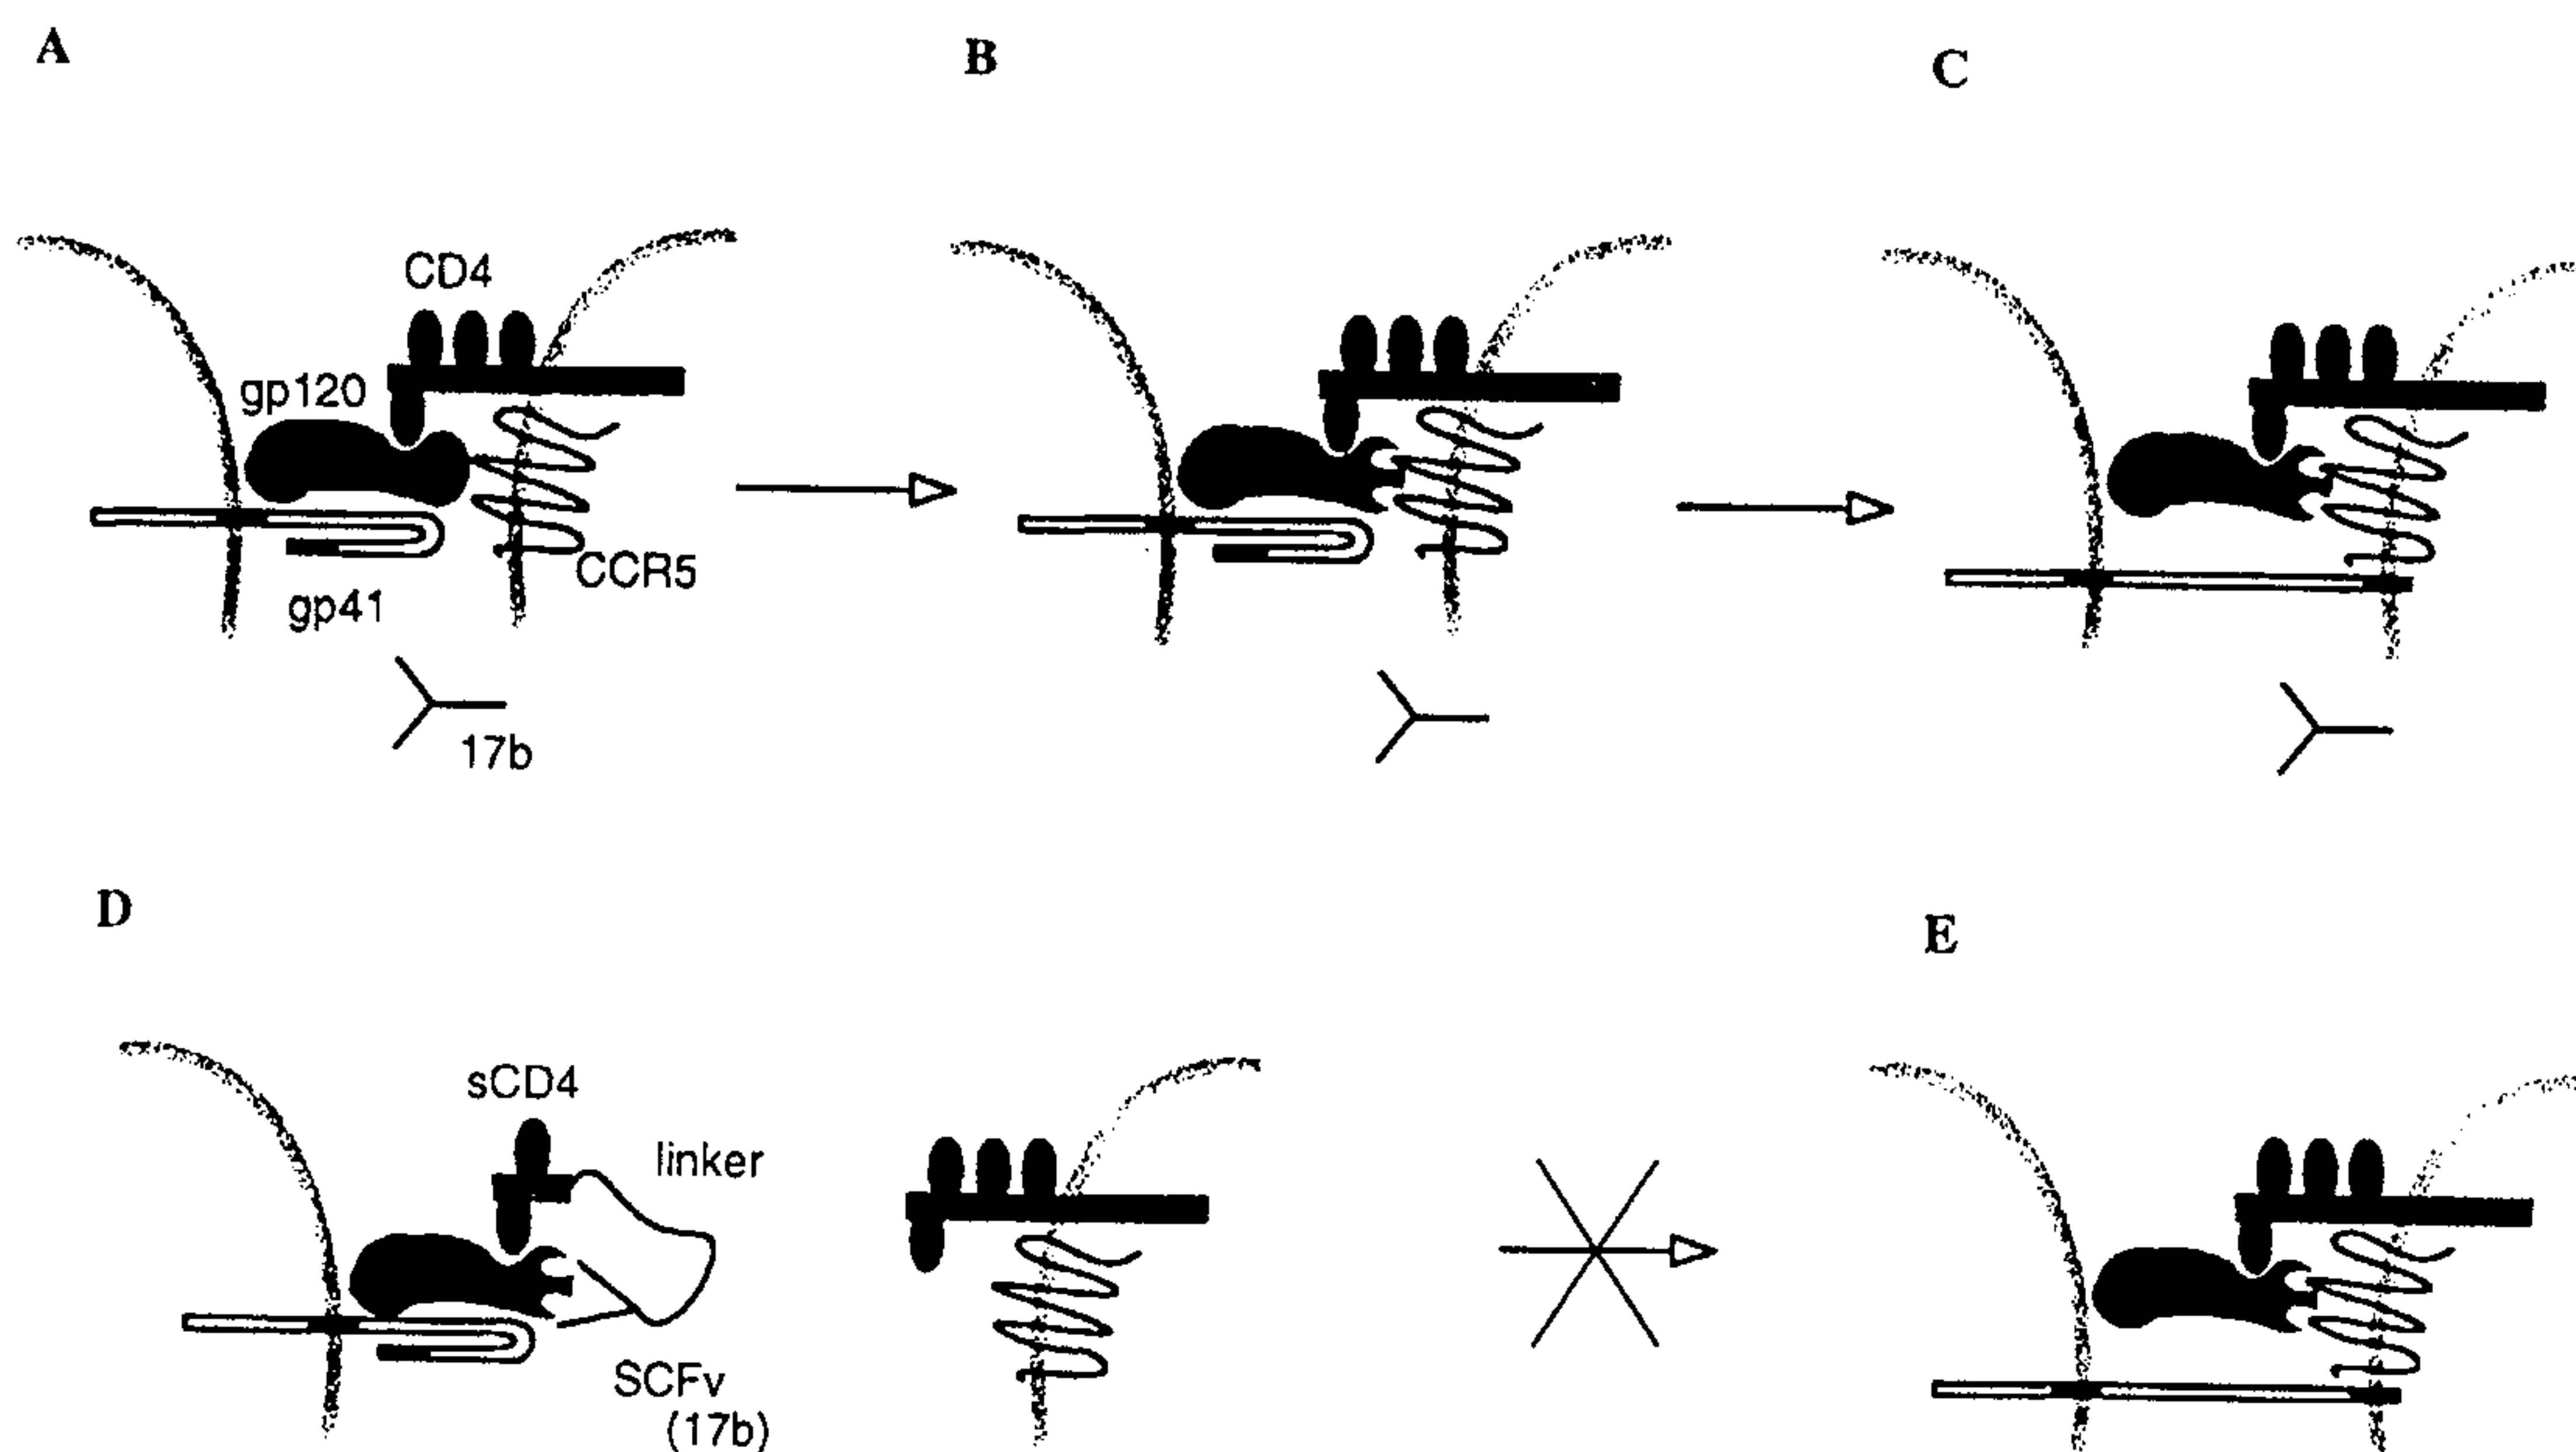 A
B
C
CD4
gp120
CCR5
gp41
17b
D
E
sCD4
linker
SCFv
(17b)